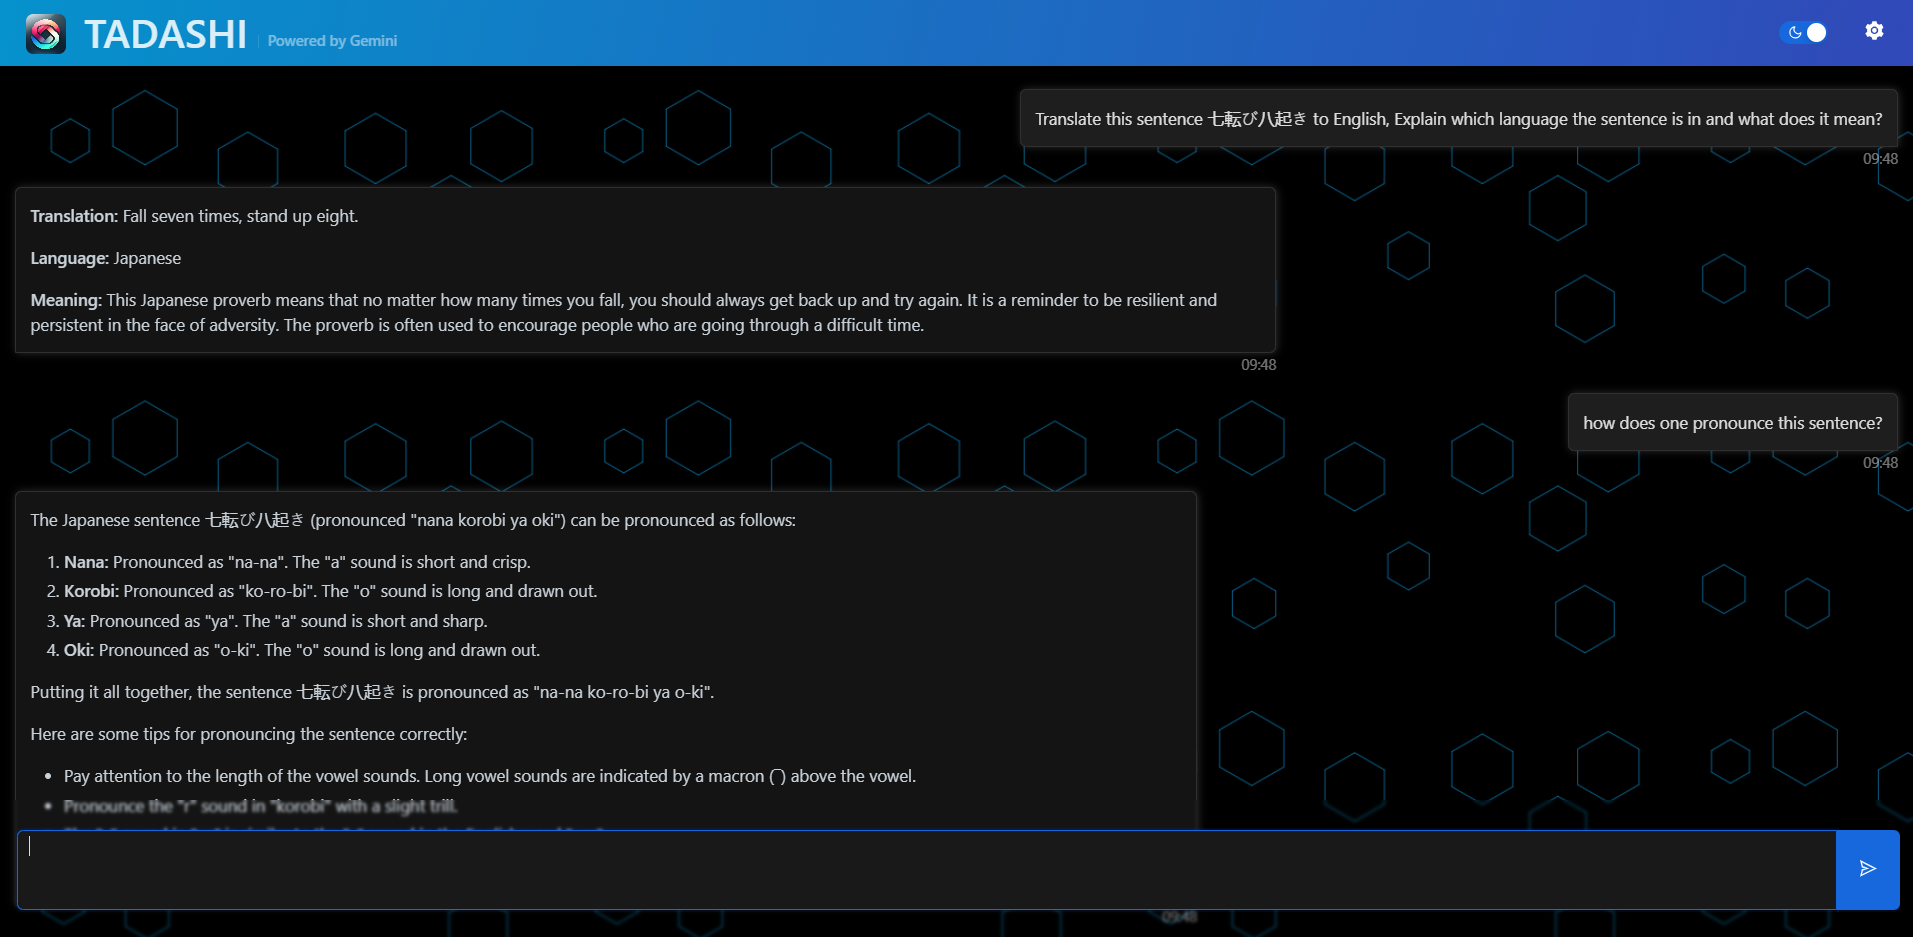 TADASHI
Powered by Gemini
Translate this sentence 七転び八起き to English, Explain which language the sentence is in and what does it mean?
09:48
Translation: Fall seven times, stand up eight.
Language: Japanese
Meaning: This Japanese proverb means that no matter how many times you fall, you should always get back up and try again. It is a reminder to be resilient and
persistent in the face of adversity. The proverb is often used to encourage people who are going through a difficult time.
09:48
how does one pronounce this sentence?
09:48
The Japanese sentence 七転び八起き (pronounced "nana korobi ya oki") can be pronounced as follows:
1. Nana: Pronounced as "na-na". The "a" sound is short and crisp.
2. Korobi: Pronounced as "ko-ro-bi". The "o" sound is long and drawn out.
3. Ya: Pronounced as "ya". The "a" sound is short and sharp.
4. Oki: Pronounced as "o-ki". The "o" sound is long and drawn out.
Putting it all together, the sentence 七転び八起き is pronounced as "na-na ko-ro-bi ya o-ki".
Here are some tips for pronouncing the sentence correctly:
• Pay attention to the length of the vowel sounds. Long vowel sounds are indicated by a macron (¯) above the vowel.
• Pronounce the "r" sound in "korobi" with a slight trill.
09:48